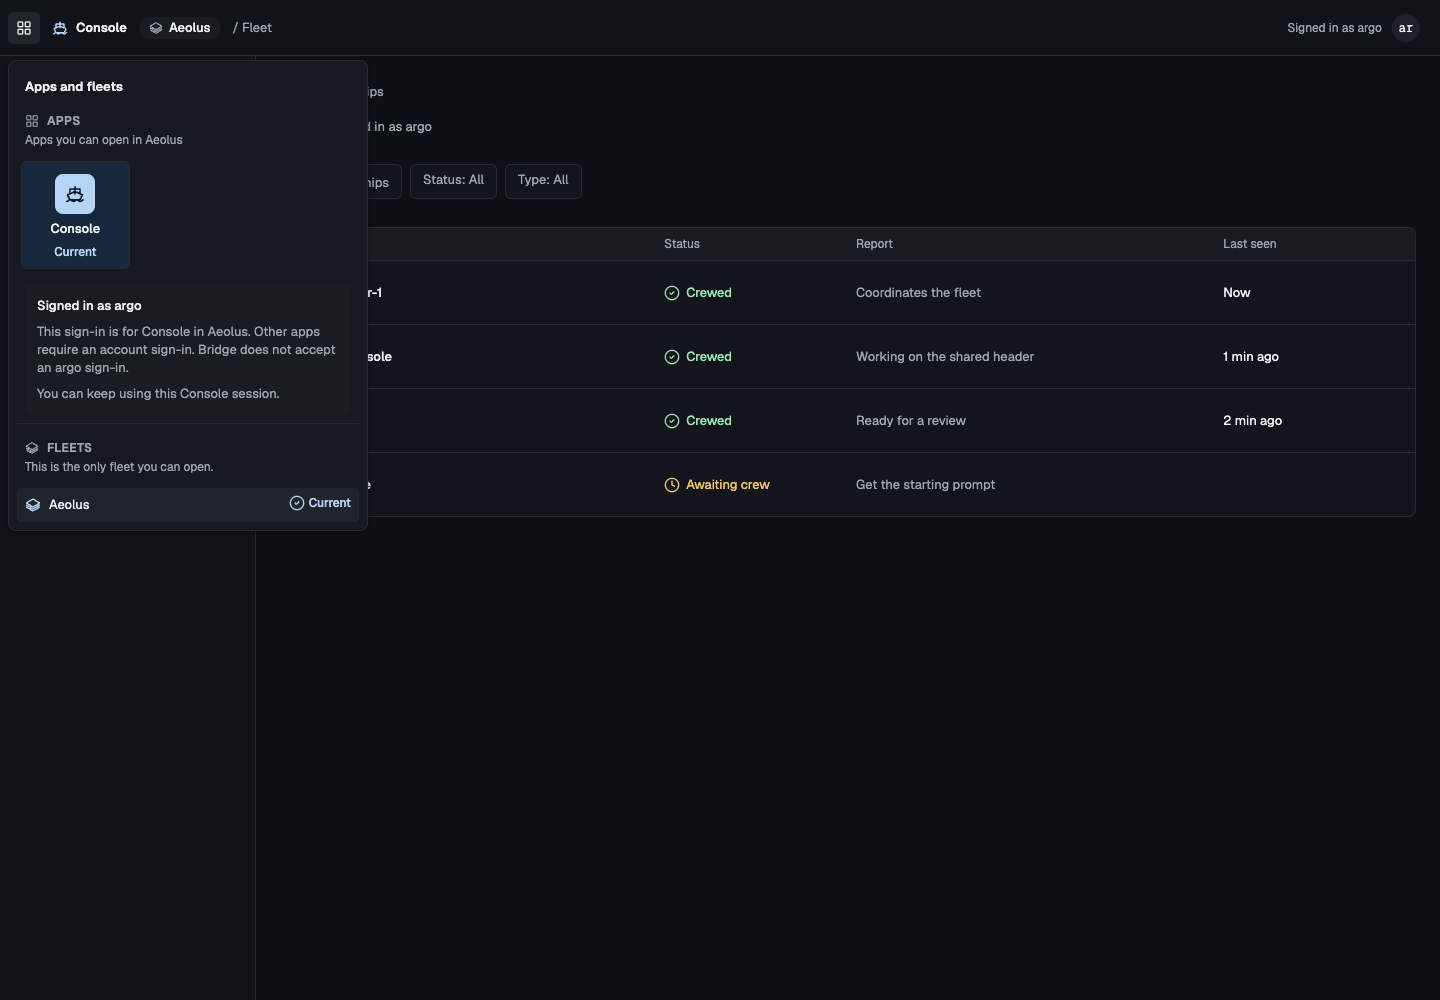 Console Aeolus / Fleet Signed in as argo ar
Apps and fleets
APPS
Apps you can open in Aeolus
Console
Current
Signed in as argo
This sign-in is for Console in Aeolus. Other apps
require an account sign-in. Bridge does not accept
an argo sign-in.
You can keep using this Console session.
FLEETS
This is the only fleet you can open.
Aeolus Current
ips
d in as argo
hips Status: All Type: All
Status Report Last seen
r-1 Crewed Coordinates the fleet Now
sole Crewed Working on the shared header 1 min ago
Crewed Ready for a review 2 min ago
e Awaiting crew Get the starting prompt